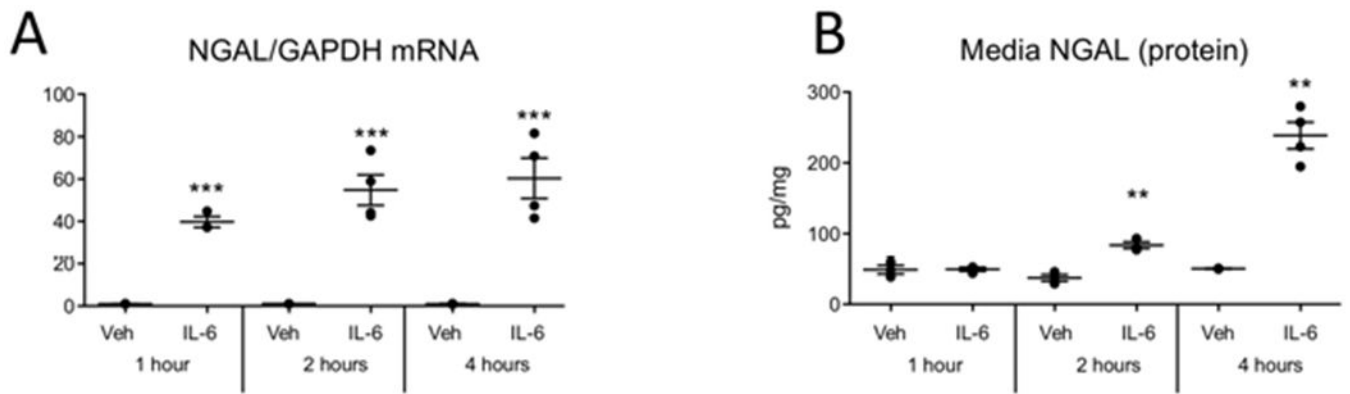 A
NGAL/GAPDH mRNA
100
80
60
40
20
0
***
***
***
Veh IL-6 Veh IL-6 Veh IL-6
1 hour 2 hours 4 hours
B
Media NGAL (protein)
pg/mg
300
200
100
0
**
**
Veh IL-6 Veh IL-6 Veh IL-6
1 hour 2 hours 4 hours